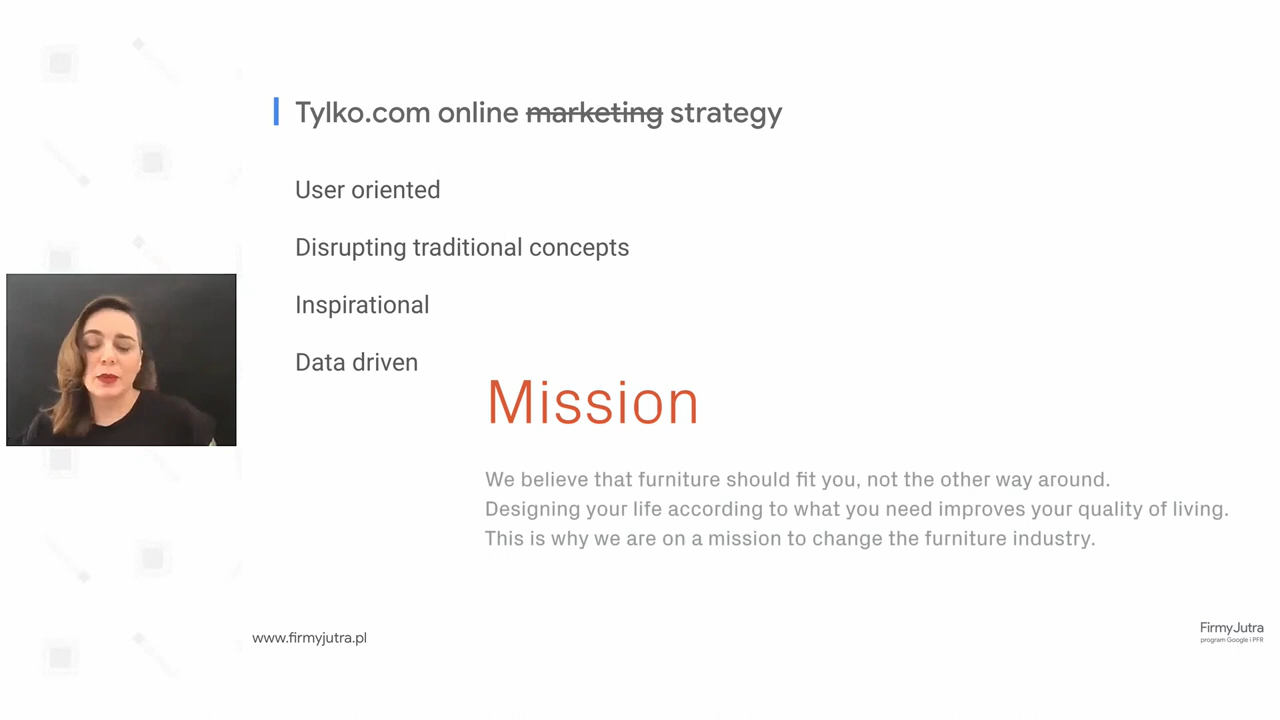 Tylko.com online marketing strategy
User oriented
Disrupting traditional concepts
Inspirational
Data driven
Mission
We believe that furniture should fit you, not the other way around.
Designing your life according to what you need improves your quality of living.
This is why we are on a mission to change the furniture industry.
www.firmyjutra.pl
FirmyJutra
program Google i PFR